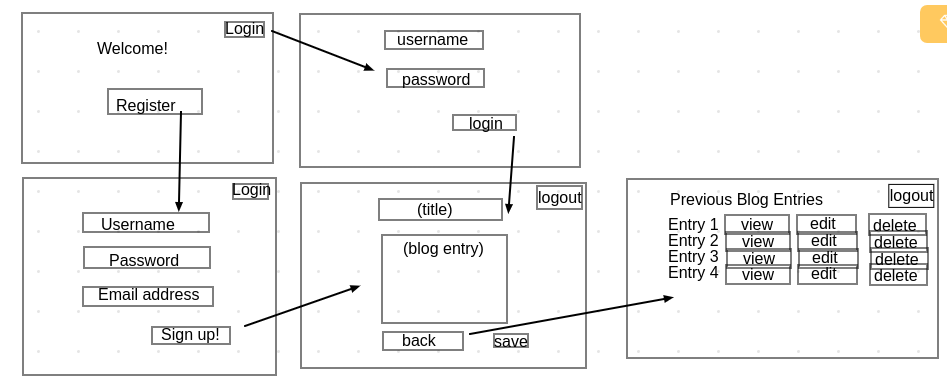 Login
Welcome!
Register
username
password
login
Login
Username
Password
Email address
Sign up!
logout
(title)
(blog entry)
back
save
logout
Previous Blog Entries
Entry 1 view edit delete
Entry 2 view edit delete
Entry 3 view edit delete
Entry 4 view edit delete